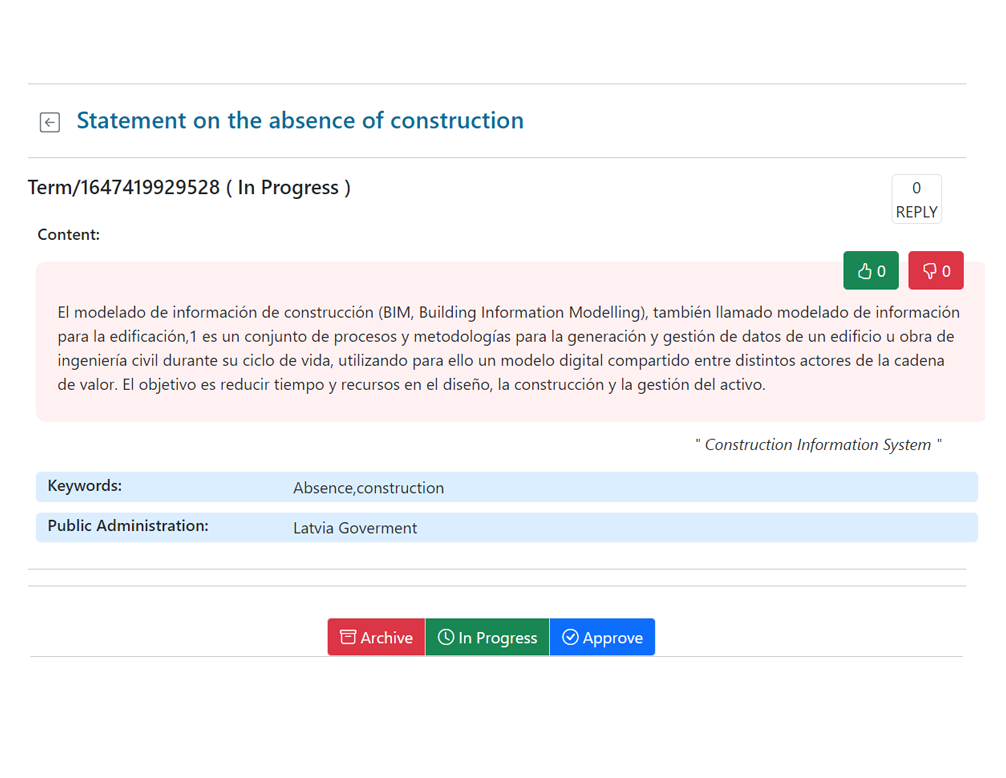 Statement on the absence of construction
Term/1647419929528 ( In Progress )
0
REPLY
Content:
0
0
El modelado de información de construcción (BIM, Building Information Modelling), también llamado modelado de información
para la edificación,1 es un conjunto de procesos y metodologías para la generación y gestión de datos de un edificio u obra de
ingeniería civil durante su ciclo de vida, utilizando para ello un modelo digital compartido entre distintos actores de la cadena
de valor. El objetivo es reducir tiempo y recursos en el diseño, la construcción y la gestión del activo.
" Construction Information System "
Keywords: Absence,construction
Public Administration: Latvia Goverment
Archive In Progress Approve